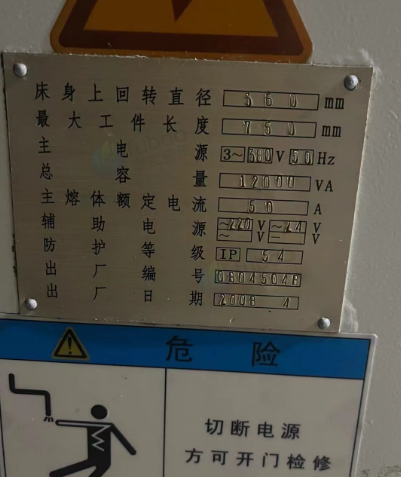 床身上回转直径 560 mm
最大工件长度 750 mm
主电源 3~ 380 V 50 Hz
总容量 12000 VA
主熔体额定电流 50 A
辅助电源 ~220 V ~24 V
~ V = V
防护等级 IP 54
出厂编号 0804504B
出厂日期 2008 4
危险
切断电源
方可开门检修